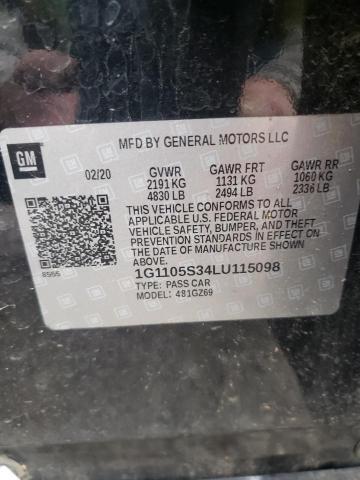 GM
MFD BY GENERAL MOTORS LLC
02/20 GVWR GAWR FRT GAWR RR
2191 KG 1131 KG 1060 KG
4830 LB 2494 LB 2336 LB
THIS VEHICLE CONFORMS TO ALL
APPLICABLE U.S. FEDERAL MOTOR
VEHICLE SAFETY, BUMPER, AND THEFT
PREVENTION STANDARDS IN EFFECT ON
THE DATE OF MANUFACTURE SHOWN
ABOVE.
8565
1G1105S34LU115098
TYPE: PASS CAR
MODEL: 481GZ69